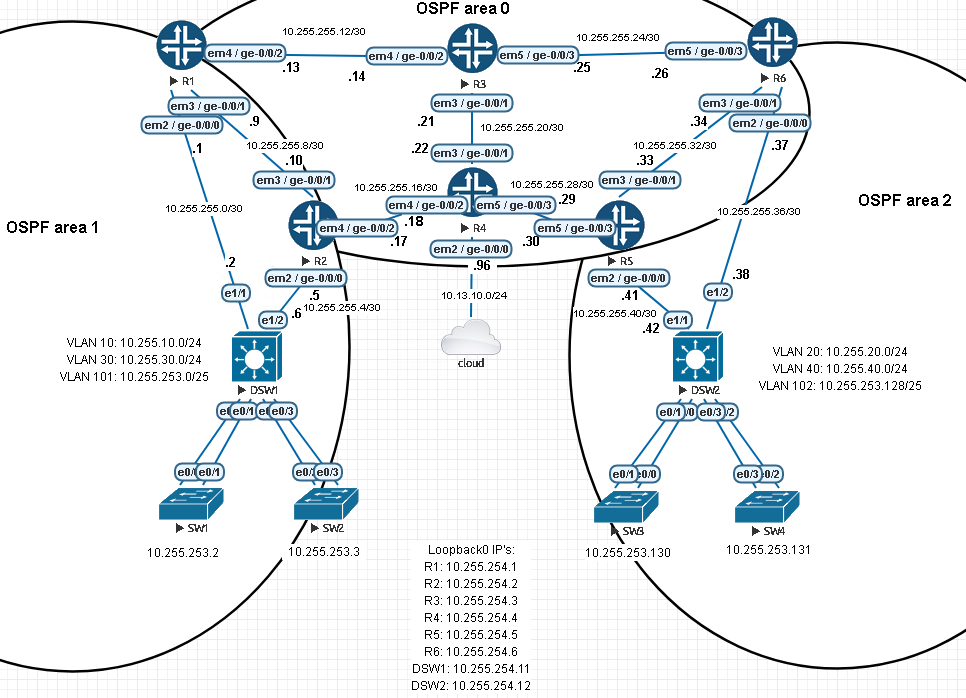 OSPF area 0
10.255.255.12/30
10.255.255.24/30
em4 / ge-0/0/2
em4 / ge-0/0/2
em5 / ge-0/0/3
em5 / ge-0/0/3
.13
.14
.25
.26
R1
R3
R6
em3 / ge-0/0/1
em2 / ge-0/0/0
.9
.1
em3 / ge-0/0/1
.21
10.255.255.20/30
.22
em3 / ge-0/0/1
em3 / ge-0/0/1
em2 / ge-0/0/0
.34
.37
10.255.255.8/30
.10
em3 / ge-0/0/1
10.255.255.32/30
.33
em3 / ge-0/0/1
10.255.255.16/30
10.255.255.28/30
em4 / ge-0/0/2
em5 / ge-0/0/3
.29
.18
OSPF area 1
OSPF area 2
10.255.255.0/30
10.255.255.36/30
em4 / ge-0/0/2
.17
R4
em5 / ge-0/0/3
.30
em2 / ge-0/0/0
.96
R2
R5
.2
em2 / ge-0/0/0
.5
10.255.255.4/30
.6
em2 / ge-0/0/0
.41
10.255.255.40/30
.42
.38
e1/1
e1/2
10.13.10.0/24
cloud
e1/2
e1/1
VLAN 10: 10.255.10.0/24
VLAN 30: 10.255.30.0/24
VLAN 101: 10.255.253.0/25
VLAN 20: 10.255.20.0/24
VLAN 40: 10.255.40.0/24
VLAN 102: 10.255.253.128/25
DSW1
DSW2
e0/1
e0/3
e0/1
e0/3
e0/1
e0/3
e0/1
e0/3
SW1
SW2
SW3
SW4
10.255.253.2
10.255.253.3
10.255.253.130
10.255.253.131
Loopback0 IP's:
R1: 10.255.254.1
R2: 10.255.254.2
R3: 10.255.254.3
R4: 10.255.254.4
R5: 10.255.254.5
R6: 10.255.254.6
DSW1: 10.255.254.11
DSW2: 10.255.254.12